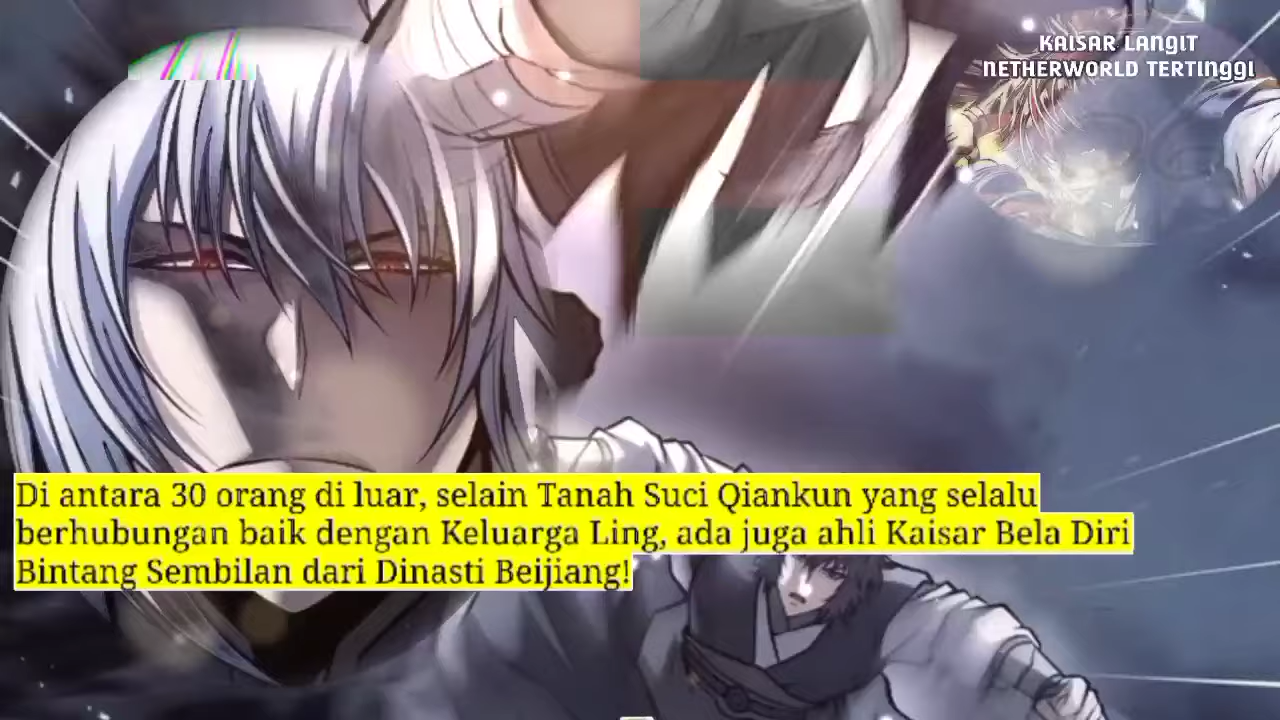 KAISAR LANGIT
NETHERWORLD TERTINGGI
Di antara 30 orang di luar, selain Tanah Suci Qiankun yang selalu
berhubungan baik dengan Keluarga Ling, ada juga ahli Kaisar Bela Diri
Bintang Sembilan dari Dinasti Beijiang!